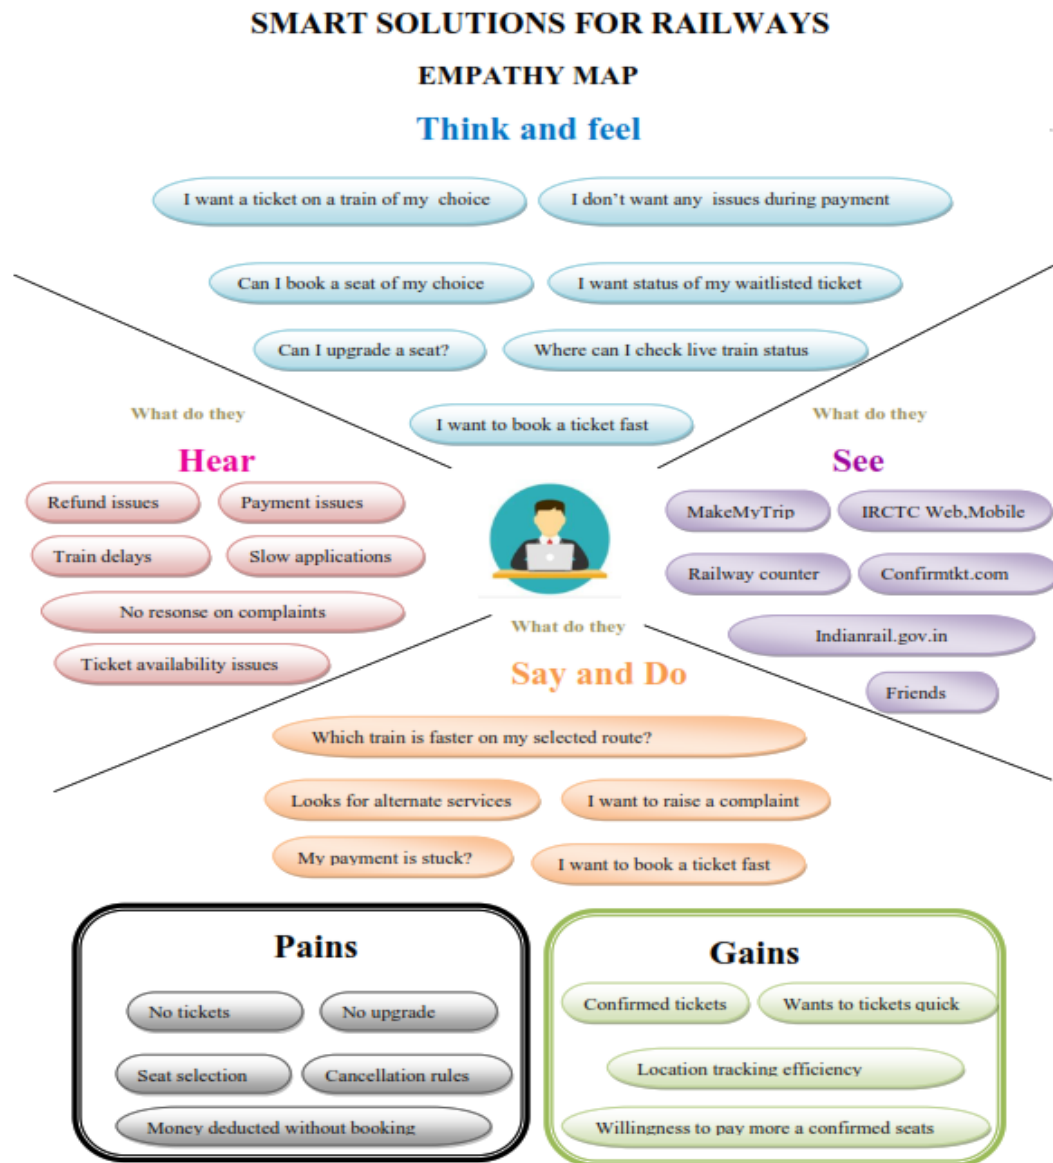 SMART SOLUTIONS FOR RAILWAYS
EMPATHY MAP
Think and feel
I want a ticket on a train of my choice
I don't want any issues during payment
Can I book a seat of my choice
I want status of my waitlisted ticket
Can I upgrade a seat?
Where can I check live train status
I want to book a ticket fast
What do they
Hear
Refund issues
Payment issues
Train delays
Slow applications
No resonse on complaints
Ticket availability issues
What do they
See
MakeMyTrip
IRCTC Web,Mobile
Railway counter
Confirmtkt.com
Indianrail.gov.in
Friends
What do they
Say and Do
Which train is faster on my selected route?
Looks for alternate services
I want to raise a complaint
My payment is stuck?
I want to book a ticket fast
Pains
No tickets
No upgrade
Seat selection
Cancellation rules
Money deducted without booking
Gains
Confirmed tickets
Wants to tickets quick
Location tracking efficiency
Willingness to pay more a confirmed seats